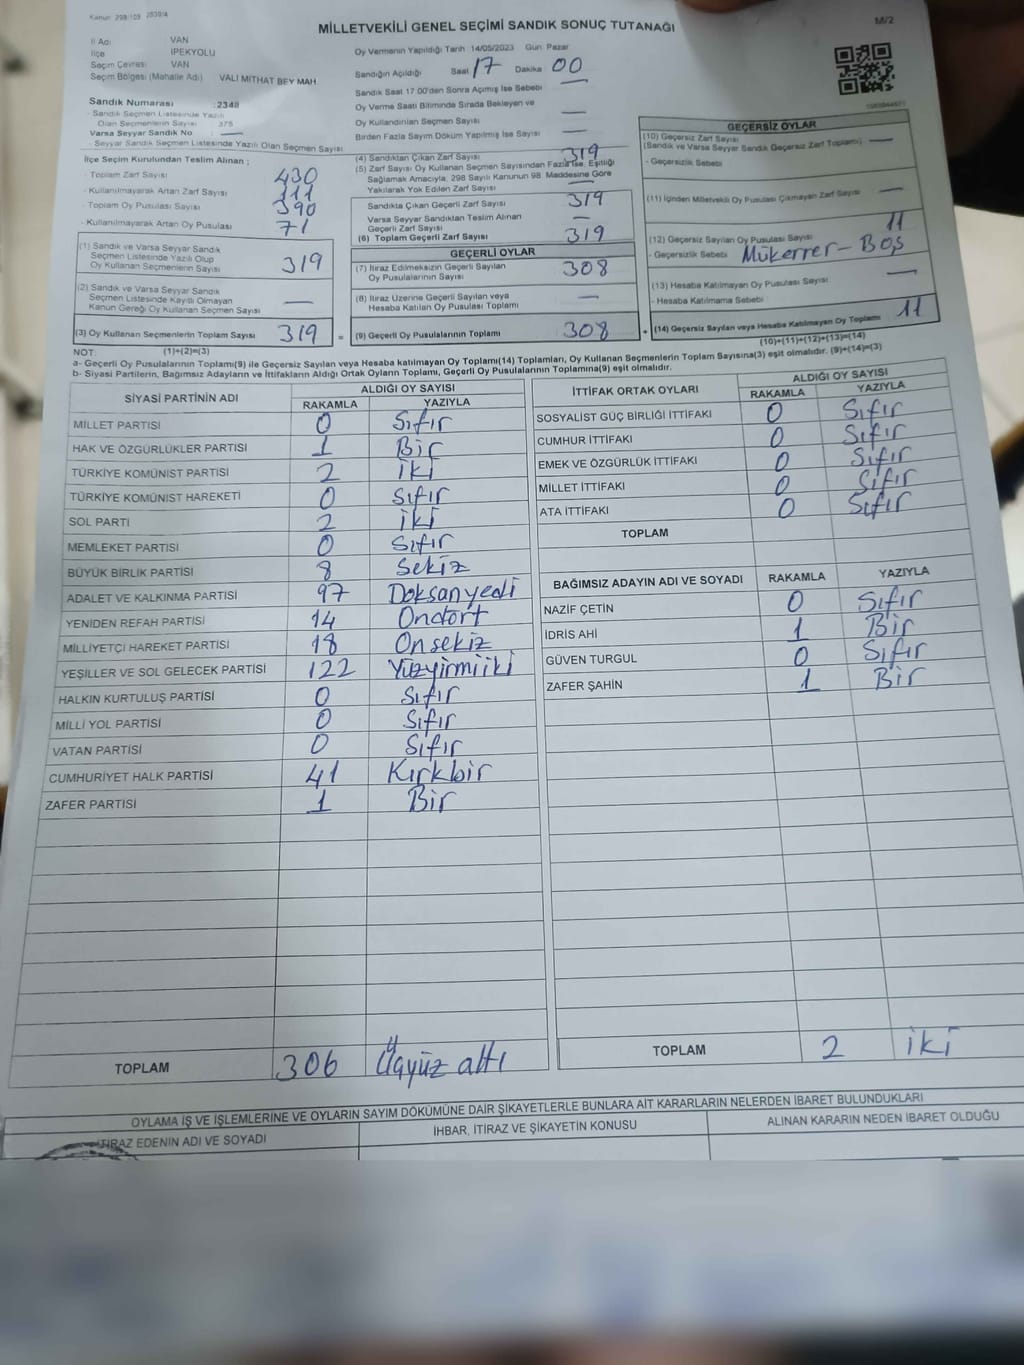 Kanun: 298/103 2839/A
MİLLETVEKİLİ GENEL SEÇİMİ SANDIK SONUÇ TUTANAĞI
M/2
İl Adı VAN
İlçe İPEKYOLU
Seçim Çevresi VAN
Seçim Bölgesi (Mahalle Adı) VALİ MİTHAT BEY MAH
Sandık Numarası :2348
- Sandık Seçmen Listesinde Yazılı
Olan Seçmenlerin Sayısı 375
Varsa Seyyar Sandık No : —
- Seyyar Sandık Seçmen Listesinde Yazılı Olan Seçmen Sayısı
Oy Vermenin Yapıldığı Tarih :14/05/2023 Gün: Pazar
Sandığın Açıldığı Saat 17 Dakika 00
Sandık Saat 17:00'den Sonra Açımış İse Sebebi —
Oy Verme Saati Bitiminde Sırada Bekleyen ve
Oy Kullandırılan Seçmen Sayısı —
Birden Fazla Sayım Döküm Yapılmış İse Sayısı —
İlçe Seçim Kurulundan Teslim Alınan ;
- Toplam Zarf Sayısı 430
- Kullanılmayarak Artan Zarf Sayısı 111
- Toplam Oy Pusulası Sayısı 390
- Kullanılmayarak Artan Oy Pusulası 71
(1) Sandık ve Varsa Seyyar Sandık
Seçmen Listesinde Yazılı Olup
Oy Kullanan Seçmenlerin Sayısı 319
(2) Sandık ve Varsa Seyyar Sandık
Seçmen Listesinde Kayıtlı Olmayan
Kanun Gereği Oy Kullanan Seçmen Sayısı —
(3) Oy Kullanan Seçmenlerin Toplam Sayısı 319 =
(1)+(2)=(3)
(4) Sandıktan Çıkan Zarf Sayısı 319
(5) Zarf Sayısı Oy Kullanan Seçmen Sayısından Fazla İse, Eşitliği
Sağlamak Amacıyla, 298 Sayılı Kanunun 98. Maddesine Göre
Yakılarak Yok Edilen Zarf Sayısı —
Sandıkta Çıkan Geçerli Zarf Sayısı 319
Varsa Seyyar Sandıktan Teslim Alınan
Geçerli Zarf Sayısı —
(6) Toplam Geçerli Zarf Sayısı 319
GEÇERLİ OYLAR
(7) İtiraz Edilmeksizin Geçerli Sayılan
Oy Pusulalarının Sayısı 308
(8) İtiraz Üzerine Geçerli Sayılan veya
Hesaba Katılan Oy Pusulası Toplamı —
(9) Geçerli Oy Pusulalarının Toplamı 308 +
GEÇERSİZ OYLAR
(10) Geçersiz Zarf Sayısı
(Sandık ve Varsa Seyyar Sandık Geçersiz Zarf Toplamı) —
- Geçersizlik Sebebi
(11) İçinden Milletvekili Oy Pusulası Çıkmayan Zarf Sayısı —
(12) Geçersiz Sayılan Oy Pusulası Sayısı 11
- Geçersizlik Sebebi Mükerrer – Boş
(13) Hesaba Katılmayan Oy Pusulası Sayısı —
- Hesaba Katılmama Sebebi
(14) Geçersiz Sayılan veya Hesaba Katılmayan Oy Toplamı 11
(10)+(11)+(12)+(13)=(14)
NOT:
a- Geçerli Oy Pusulalarının Toplamı(9) ile Geçersiz Sayılan veya Hesaba katılmayan Oy Toplamı(14) Toplamları, Oy Kullanan Seçmenlerin Toplam Sayısına(3) eşit olmalıdır. (9)+(14)=(3)
b- Siyasi Partilerin, Bağımsız Adayların ve İttifakların Aldığı Ortak Oyların Toplamı, Geçerli Oy Pusulalarının Toplamına(9) eşit olmalıdır.
SİYASİ PARTİNİN ADI ALDIĞI OY SAYISI
RAKAMLA YAZIYLA
MİLLET PARTİSİ 0 Sıfır
HAK VE ÖZGÜRLÜKLER PARTİSİ 1 Bir
TÜRKİYE KOMÜNİST PARTİSİ 2 iki
TÜRKİYE KOMÜNİST HAREKETİ 0 Sıfır
SOL PARTİ 2 iki
MEMLEKET PARTİSİ 0 Sıfır
BÜYÜK BİRLİK PARTİSİ 8 Sekiz
ADALET VE KALKINMA PARTİSİ 97 Doksanyedi
YENİDEN REFAH PARTİSİ 14 Ondört
MİLLİYETÇİ HAREKET PARTİSİ 18 Onsekiz
YEŞİLLER VE SOL GELECEK PARTİSİ 122 Yüzyirmiiki
HALKIN KURTULUŞ PARTİSİ 0 Sıfır
MİLLİ YOL PARTİSİ 0 Sıfır
VATAN PARTİSİ 0 Sıfır
CUMHURİYET HALK PARTİSİ 41 Kırkbir
ZAFER PARTİSİ 1 Bir
TOPLAM 306 Üçyüz altı
İTTİFAK ORTAK OYLARI ALDIĞI OY SAYISI
RAKAMLA YAZIYLA
SOSYALİST GÜÇ BİRLİĞİ İTTİFAKI 0 Sıfır
CUMHUR İTTİFAKI 0 Sıfır
EMEK VE ÖZGÜRLÜK İTTİFAKI 0 Sıfır
MİLLET İTTİFAKI 0 Sıfır
ATA İTTİFAKI 0 Sıfır
TOPLAM
BAĞIMSIZ ADAYIN ADI VE SOYADI RAKAMLA YAZIYLA
NAZİF ÇETİN 0 Sıfır
İDRİS AHİ 1 Bir
GÜVEN TURGUL 0 Sıfır
ZAFER ŞAHİN 1 Bir
TOPLAM 2 iki
OYLAMA İŞ VE İŞLEMLERİNE VE OYLARIN SAYIM DÖKÜMÜNE DAİR ŞİKAYETLERLE BUNLARA AİT KARARLARIN NELERDEN İBARET BULUNDUKLARI
İTİRAZ EDENİN ADI VE SOYADI İHBAR, İTİRAZ VE ŞİKAYETİN KONUSU ALINAN KARARIN NEDEN İBARET OLDUĞU